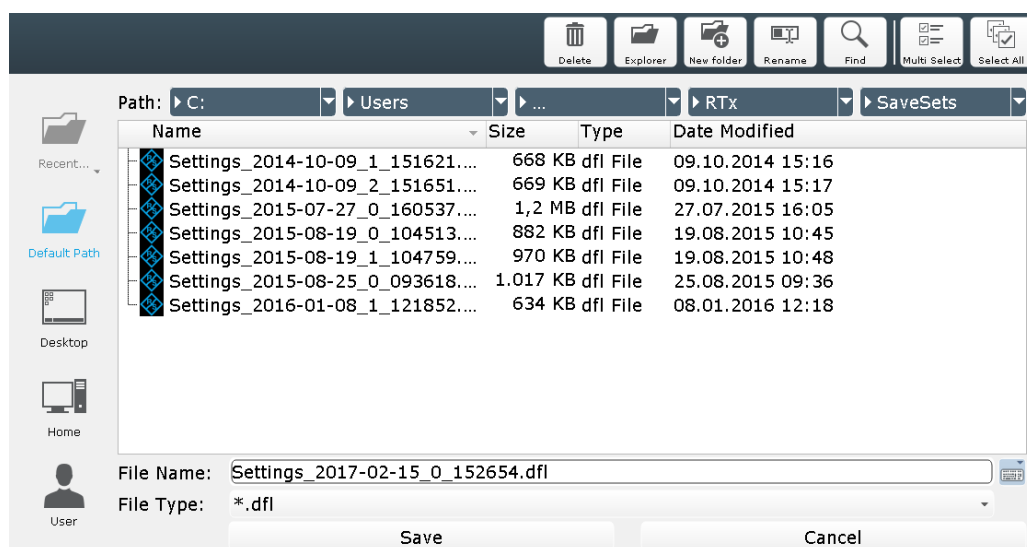 Delete Explorer New folder Rename Find Multi Select Select All
Path: C: Users ... RTx SaveSets
Name Size Type Date Modified
Recent...
Settings_2014-10-09_1_151621.... 668 KB dfl File 09.10.2014 15:16
Settings_2014-10-09_2_151651.... 669 KB dfl File 09.10.2014 15:17
Settings_2015-07-27_0_160537.... 1,2 MB dfl File 27.07.2015 16:05
Settings_2015-08-19_0_104513.... 882 KB dfl File 19.08.2015 10:45
Default Path
Settings_2015-08-19_1_104759.... 970 KB dfl File 19.08.2015 10:48
Settings_2015-08-25_0_093618.... 1.017 KB dfl File 25.08.2015 09:36
Settings_2016-01-08_1_121852.... 634 KB dfl File 08.01.2016 12:18
Desktop
Home
File Name: Settings_2017-02-15_0_152654.dfl
File Type: *.dfl
User
Save Cancel